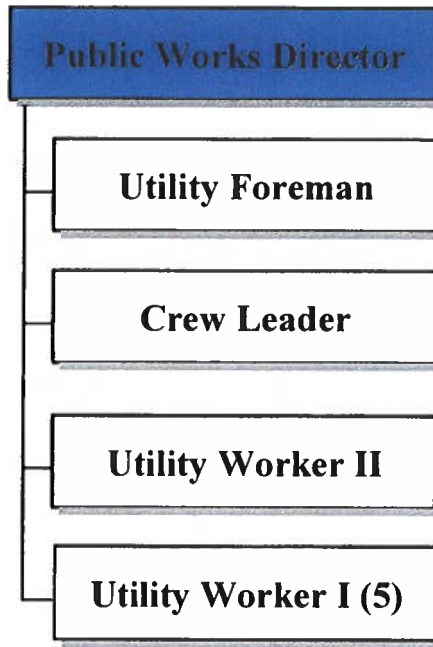 Public Works Director
Utility Foreman
Crew Leader
Utility Worker II
Utility Worker I (5)